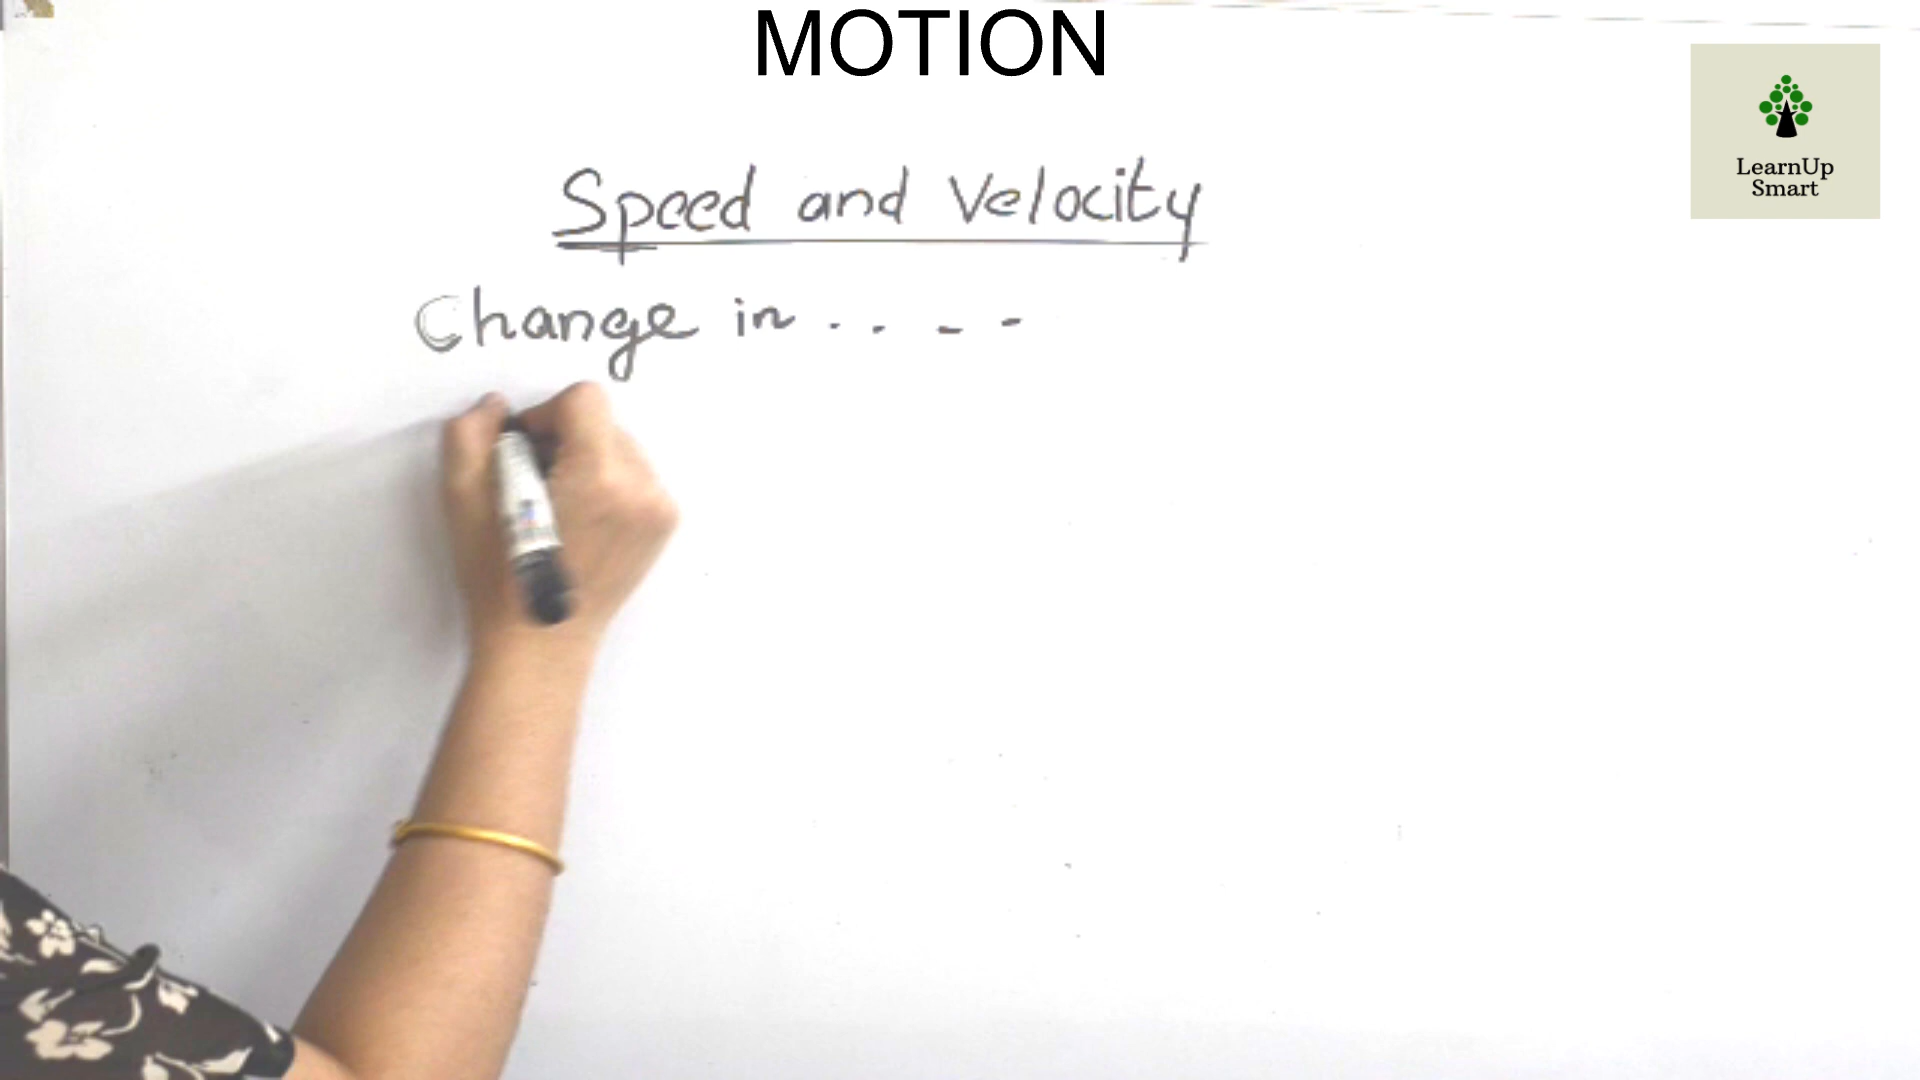 MOTION
LearnUp
Smart
Speed and Velocity
Change in . . - -